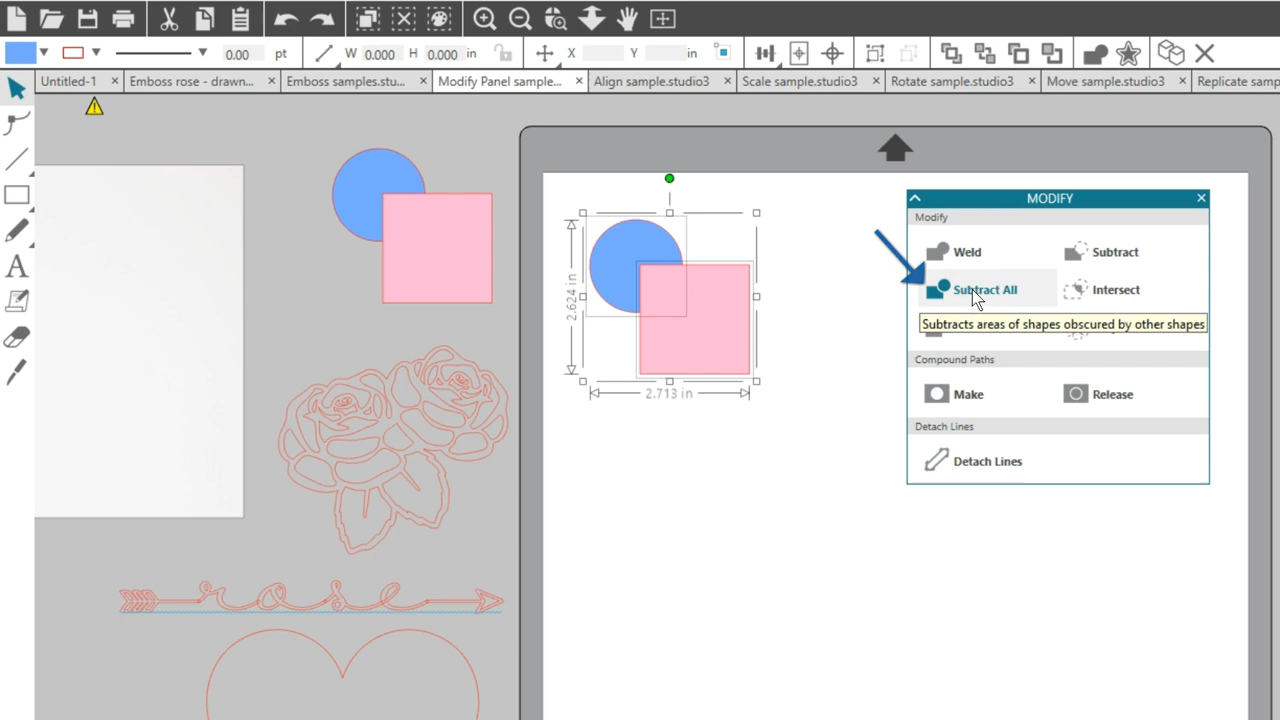 0.00 pt W 0.000 H 0.000 in X Y in
Untitled-1 × Emboss rose - drawn... × Emboss samples.stu... × Modify Panel sample... × Align sample.studio3 × Scale sample.studio3 × Rotate sample.studio3 × Move sample.studio3 × Replicate samp
MODIFY
Modify
Weld Subtract
Subtract All Intersect
Subtracts areas of shapes obscured by other shapes
Compound Paths
Make Release
Detach Lines
Detach Lines
2.624 in
2.713 in
rose